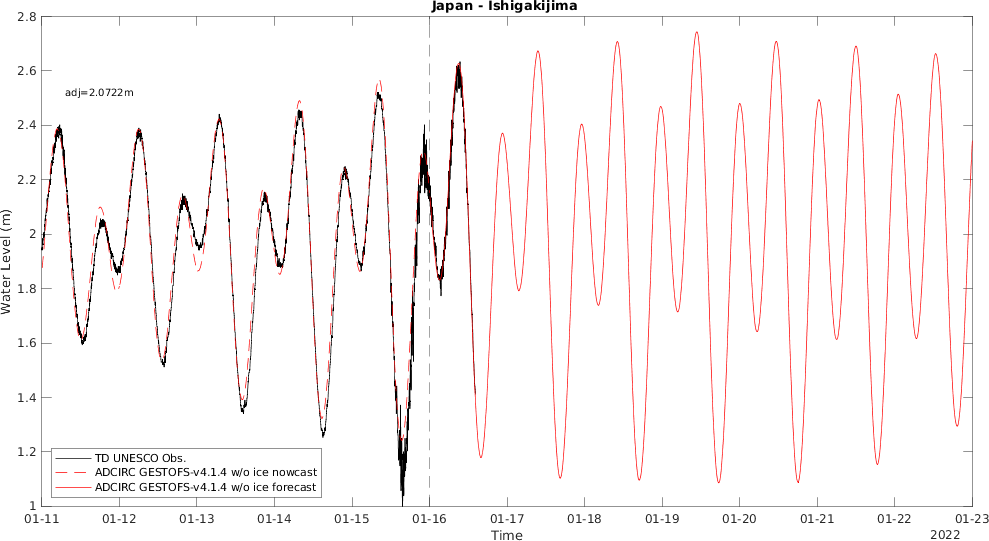 Japan - Ishigakijima
2.8
2.6
2.4
2.2
2
1.8
1.6
1.4
1.2
1
Water Level (m)
adj=2.0722m
TD UNESCO Obs.
ADCIRC GESTOFS-v4.1.4 w/o ice nowcast
ADCIRC GESTOFS-v4.1.4 w/o ice forecast
01-11 01-12 01-13 01-14 01-15 01-16 01-17 01-18 01-19 01-20 01-21 01-22 01-23
Time
2022